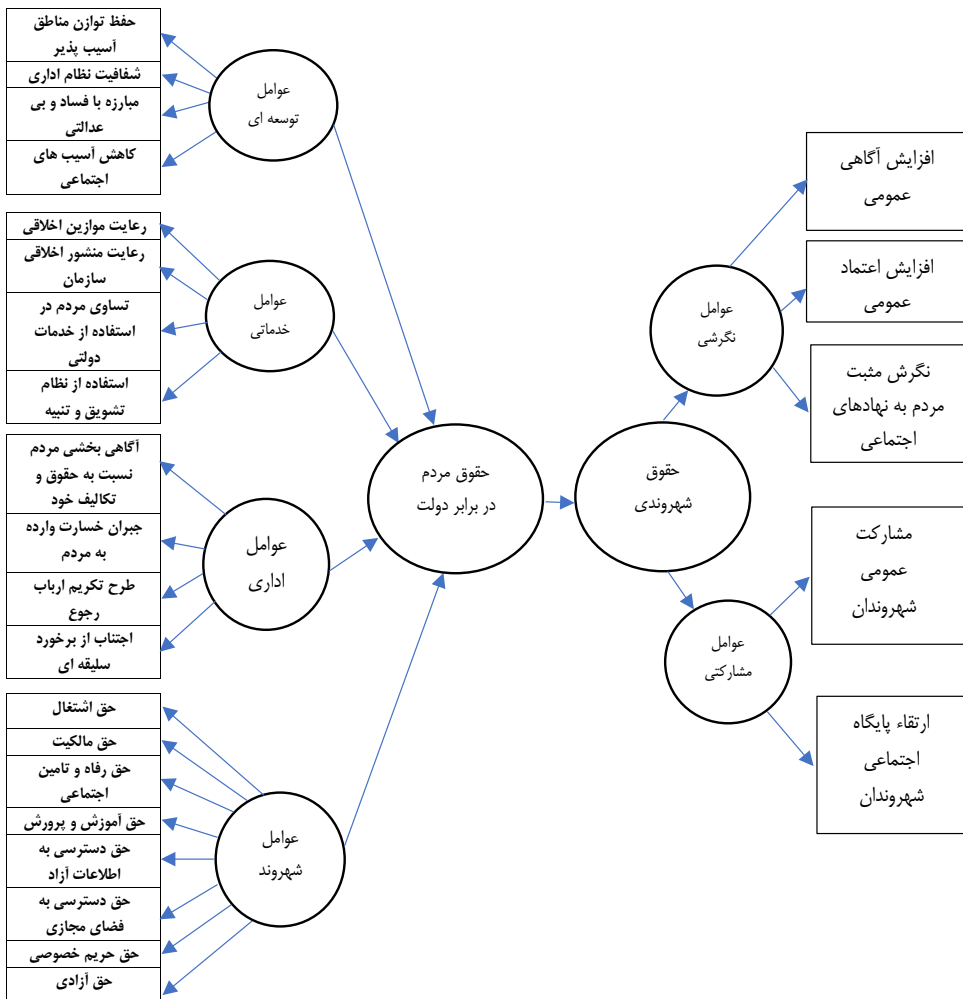 حفظ توازن مناطق
آسیب پذیر
شفافیت نظام اداری
مبارزه با فساد و بی
عدالتی
کاهش آسیب های
اجتماعی
عوامل
توسعه ای
رعایت موازین اخلاقی
رعایت منشور اخلاقی
سازمان
تساوی مردم در
استفاده از خدمات
دولتی
استفاده از نظام
تشویق و تنبیه
عوامل
خدماتی
آگاهی بخشی مردم
نسبت به حقوق و
تکالیف خود
جبران خسارت وارده
به مردم
طرح تکریم ارباب
رجوع
اجتناب از برخورد
سلیقه ای
عوامل
اداری
حق اشتغال
حق مالکیت
حق رفاه و تامین
اجتماعی
حق آموزش و پرورش
حق دسترسی به
اطلاعات آزاد
حق دسترسی به
فضای مجازی
حق حریم خصوصی
حق آزادی
عوامل
شهروند
حقوق مردم
در برابر دولت
حقوق
شهروندی
عوامل
نگرشی
افزایش آگاهی
عمومی
افزایش اعتماد
عمومی
نگرش مثبت
مردم به نهادهای
اجتماعی
عوامل
مشارکتی
مشارکت
عمومی
شهروندان
ارتقاء پایگاه
اجتماعی
شهروندان